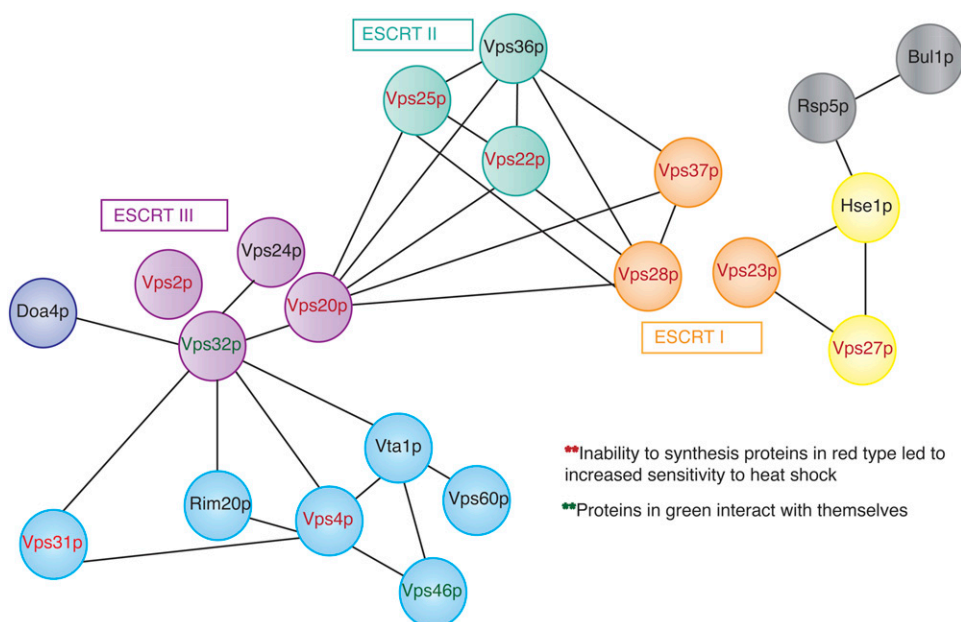 ESCRT II
Vps36p
Bul1p
Vps25p
Rsp5p
Vps22p
Vps37p
Hse1p
ESCRT III
Vps24p
Vps2p
Vps20p
Vps28p
Vps23p
Doa4p
Vps32p
ESCRT I
Vps27p
Vta1p
**Inability to synthesis proteins in red type led to
increased sensitivity to heat shock
Rim20p
Vps60p
Vps4p
**Proteins in green interact with themselves
Vps31p
Vps46p